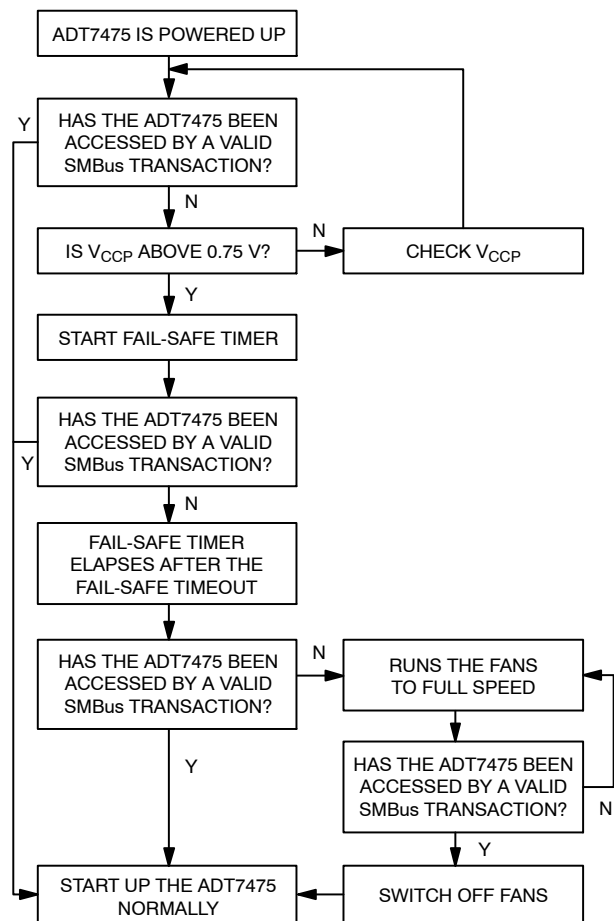 ADT7475 IS POWERED UP
Y
HAS THE ADT7475 BEEN
ACCESSED BY A VALID
SMBus TRANSACTION?
N
IS VCCP ABOVE 0.75 V?
N
CHECK VCCP
Y
START FAIL-SAFE TIMER
HAS THE ADT7475 BEEN
ACCESSED BY A VALID
SMBus TRANSACTION?
Y
N
FAIL-SAFE TIMER
ELAPSES AFTER THE
FAIL-SAFE TIMEOUT
HAS THE ADT7475 BEEN
ACCESSED BY A VALID
SMBus TRANSACTION?
N
RUNS THE FANS
TO FULL SPEED
Y
HAS THE ADT7475 BEEN
ACCESSED BY A VALID
SMBus TRANSACTION?
N
Y
START UP THE ADT7475
NORMALLY
SWITCH OFF FANS